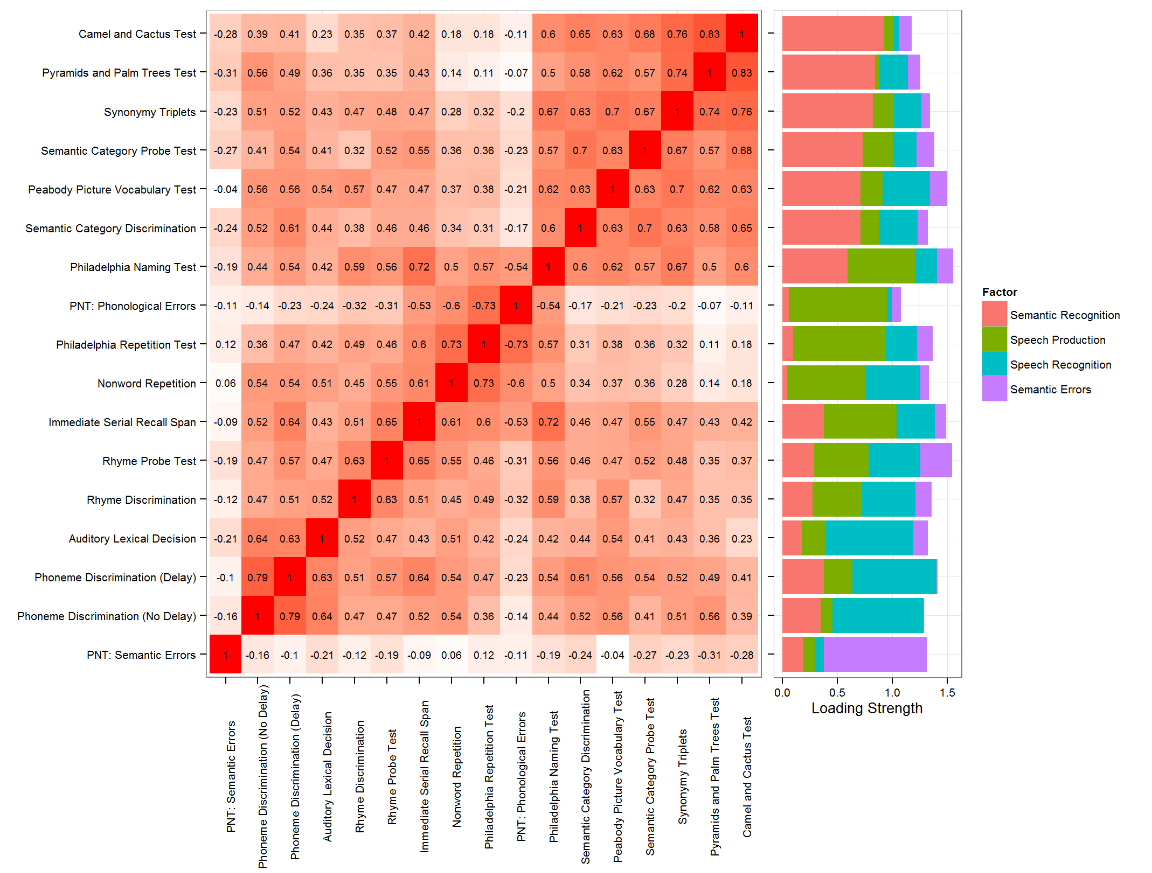 Camel and Cactus Test -0.28 0.39 0.41 0.23 0.35 0.37 0.42 0.18 0.18 -0.11 0.6 0.65 0.63 0.68 0.76 0.83 1
Pyramids and Palm Trees Test -0.31 0.56 0.49 0.36 0.35 0.35 0.43 0.14 0.11 -0.07 0.5 0.58 0.62 0.57 0.74 1 0.83
Synonymy Triplets -0.23 0.51 0.52 0.43 0.47 0.48 0.47 0.28 0.32 -0.2 0.67 0.63 0.7 0.67 1 0.74 0.76
Semantic Category Probe Test -0.27 0.41 0.54 0.41 0.32 0.52 0.55 0.36 0.36 -0.23 0.57 0.7 0.63 1 0.67 0.57 0.68
Peabody Picture Vocabulary Test -0.04 0.56 0.56 0.54 0.57 0.47 0.47 0.37 0.38 -0.21 0.62 0.63 1 0.63 0.7 0.62 0.63
Semantic Category Discrimination -0.24 0.52 0.61 0.44 0.38 0.46 0.46 0.34 0.31 -0.17 0.6 1 0.63 0.7 0.63 0.58 0.65
Philadelphia Naming Test -0.19 0.44 0.54 0.42 0.59 0.56 0.72 0.5 0.57 -0.54 1 0.6 0.62 0.57 0.67 0.5 0.6
PNT: Phonological Errors -0.11 -0.14 -0.23 -0.24 -0.32 -0.31 -0.53 -0.6 -0.73 1 -0.54 -0.17 -0.21 -0.23 -0.2 -0.07 -0.11
Philadelphia Repetition Test 0.12 0.36 0.47 0.42 0.49 0.46 0.6 0.73 1 -0.73 0.57 0.31 0.38 0.36 0.32 0.11 0.18
Nonword Repetition 0.06 0.54 0.54 0.51 0.45 0.55 0.61 1 0.73 -0.6 0.5 0.34 0.37 0.36 0.28 0.14 0.18
Immediate Serial Recall Span -0.09 0.52 0.64 0.43 0.51 0.65 1 0.61 0.6 -0.53 0.72 0.46 0.47 0.55 0.47 0.43 0.42
Rhyme Probe Test -0.19 0.47 0.57 0.47 0.63 1 0.65 0.55 0.46 -0.31 0.56 0.46 0.47 0.52 0.48 0.35 0.37
Rhyme Discrimination -0.12 0.47 0.51 0.52 1 0.63 0.51 0.45 0.49 -0.32 0.59 0.38 0.57 0.32 0.47 0.35 0.35
Auditory Lexical Decision -0.21 0.64 0.63 1 0.52 0.47 0.43 0.51 0.42 -0.24 0.42 0.44 0.54 0.41 0.43 0.36 0.23
Phoneme Discrimination (Delay) -0.1 0.79 1 0.63 0.51 0.57 0.64 0.54 0.47 -0.23 0.54 0.61 0.56 0.54 0.52 0.49 0.41
Phoneme Discrimination (No Delay) -0.16 1 0.79 0.64 0.47 0.47 0.52 0.54 0.36 -0.14 0.44 0.52 0.56 0.41 0.51 0.56 0.39
PNT: Semantic Errors 1 -0.16 -0.1 -0.21 -0.12 -0.19 -0.09 0.06 0.12 -0.11 -0.19 -0.24 -0.04 -0.27 -0.23 -0.31 -0.28
PNT: Semantic Errors
Phoneme Discrimination (No Delay)
Phoneme Discrimination (Delay)
Auditory Lexical Decision
Rhyme Discrimination
Rhyme Probe Test
Immediate Serial Recall Span
Nonword Repetition
Philadelphia Repetition Test
PNT: Phonological Errors
Philadelphia Naming Test
Semantic Category Discrimination
Peabody Picture Vocabulary Test
Semantic Category Probe Test
Synonymy Triplets
Pyramids and Palm Trees Test
Camel and Cactus Test
0.0 0.5 1.0 1.5
Loading Strength
Factor
Semantic Recognition
Speech Production
Speech Recognition
Semantic Errors